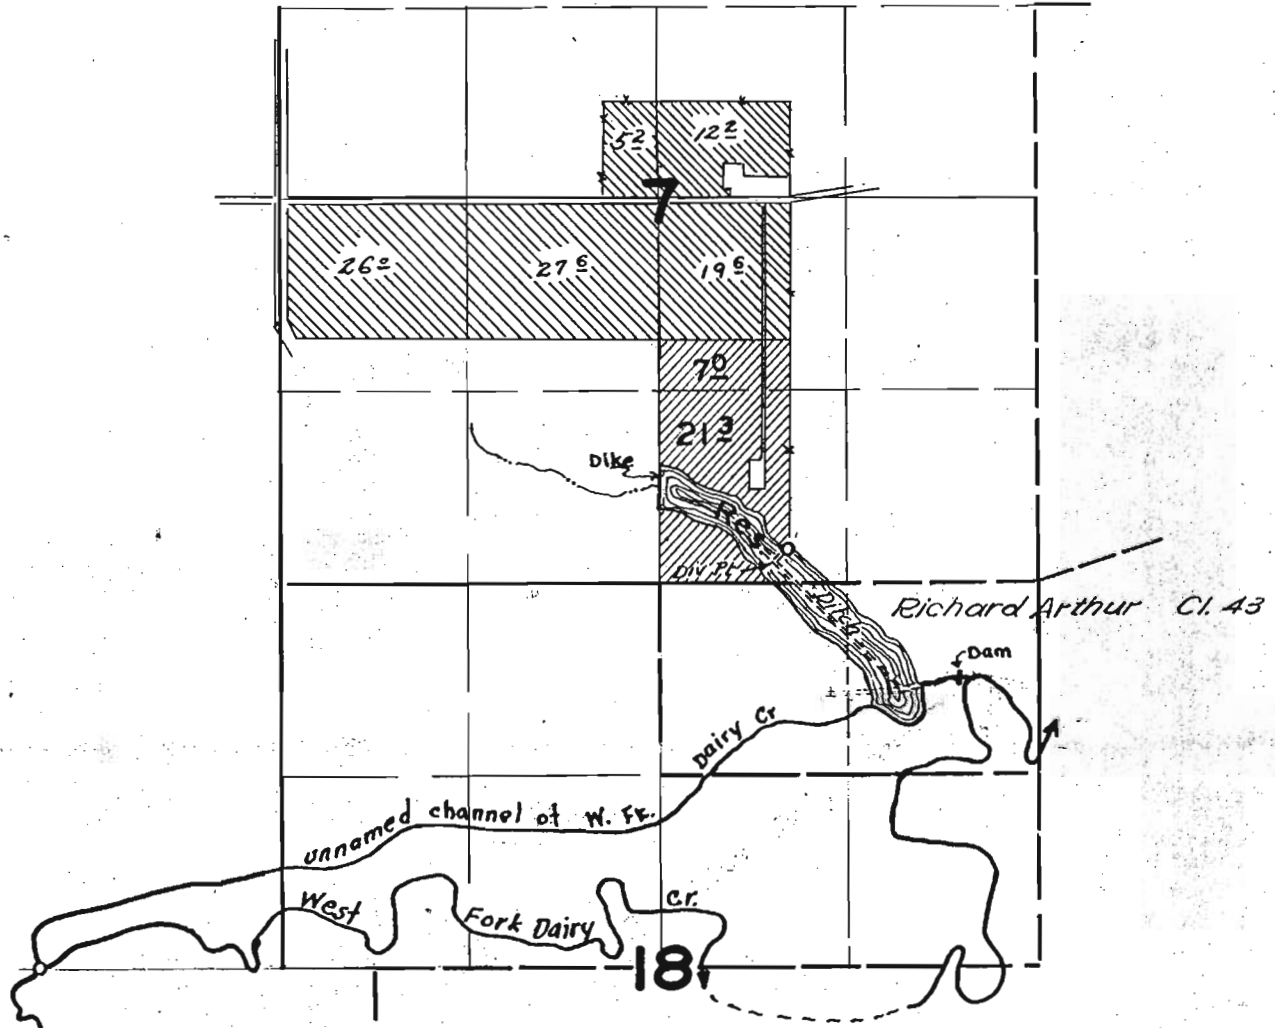 5 2
12 2
7
26 0
27 6
19 6
7 0
21 3
Dike
Res.
Div. Pt.
Ditch
Richard Arthur Cl. 43
Dam
Dairy Cr
unnamed channel of W. Fk.
West Fork Dairy Cr.
18